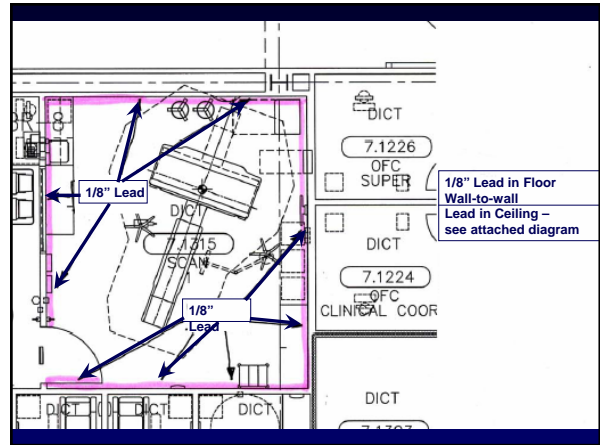 DICT
7.1226
OFC
SUPER
1/8” Lead
1/8” Lead in Floor
Wall-to-wall
Lead in Ceiling –
see attached diagram
DICT
7.1315
SCAN
DICT
7.1224
OFC
CLINICAL COOR
1/8”
Lead
DICT
DICT
DICT
DICT